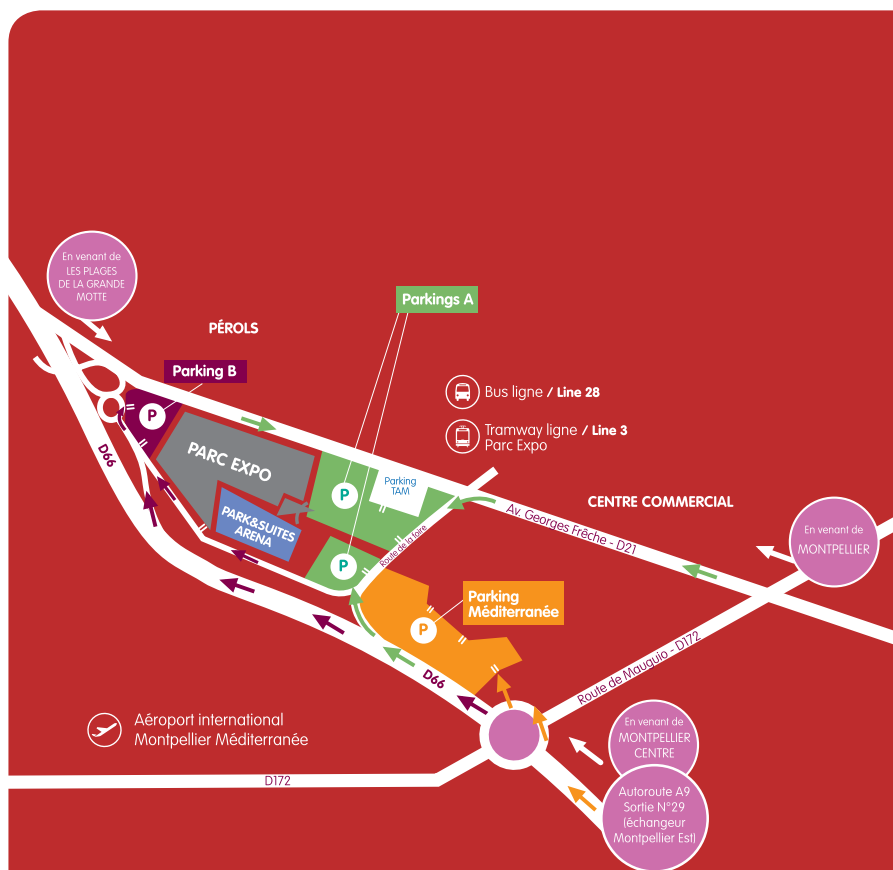 En venant de
LES PLAGES
DE LA GRANDE
MOTTE
PÉROLS
Parkings A
Parking B
P
Bus ligne / Line 28
Tramway ligne / Line 3
Parc Expo
D66
PARC EXPO
Parking
TAM
P
CENTRE COMMERCIAL
PARK&SUITES
ARENA
Av. Georges Frêche - D21
Route de la foire
En venant de
MONTPELLIER
P
Parking
Méditerranée
P
Route de Mauguio - D172
D66
Aéroport international
Montpellier Méditerranée
En venant de
MONTPELLIER
CENTRE
D172
Autoroute A9
Sortie N°29
(échangeur
Montpellier Est)